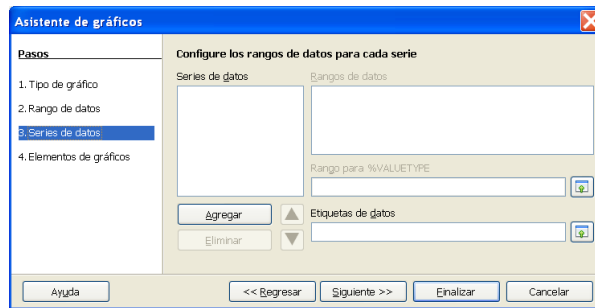 Asistente de gráficos
Pasos
1. Tipo de gráfico
2. Rango de datos
3. Series de datos
4. Elementos de gráficos
Configure los rangos de datos para cada serie
Series de datos
Rangos de datos
Rango para %VALUETYPE
Agregar
Eliminar
Etiquetas de datos
Ayuda
<< Regresar
Siguiente >>
Finalizar
Cancelar